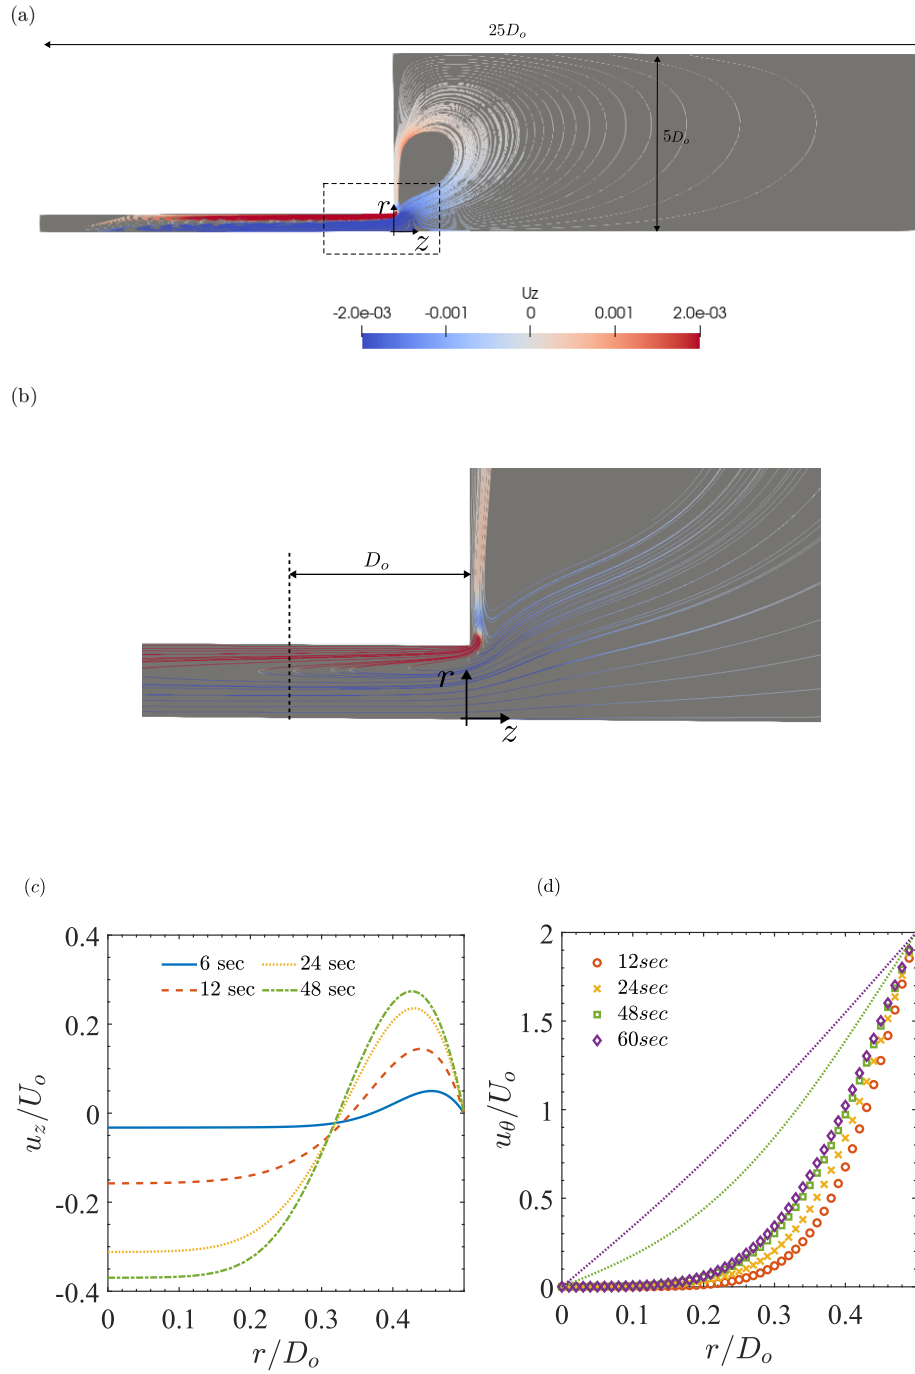 (a)
25D_o
5D_o
r
z
Uz
-2.0e-03 -0.001 0 0.001 2.0e-03
(b)
D_o
r
z
(c)
0.4
0.2
0
-0.2
-0.4
u_z/U_o
6 sec 24 sec
12 sec 48 sec
0 0.1 0.2 0.3 0.4
r/D_o
(d)
2
1.5
1
0.5
0
u_θ/U_o
12sec
24sec
48sec
60sec
0 0.1 0.2 0.3 0.4
r/D_o